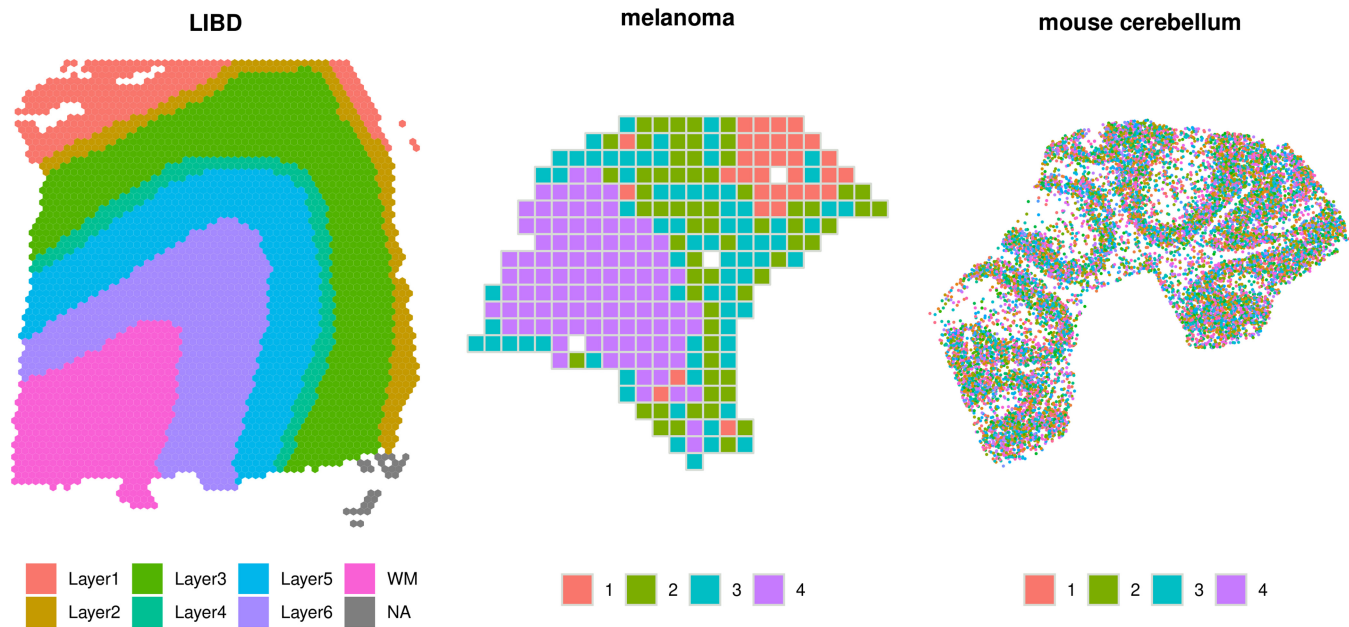 LIBD
melanoma
mouse cerebellum
Layer1 Layer3 Layer5 WM
Layer2 Layer4 Layer6 NA
1 2 3 4
1 2 3 4